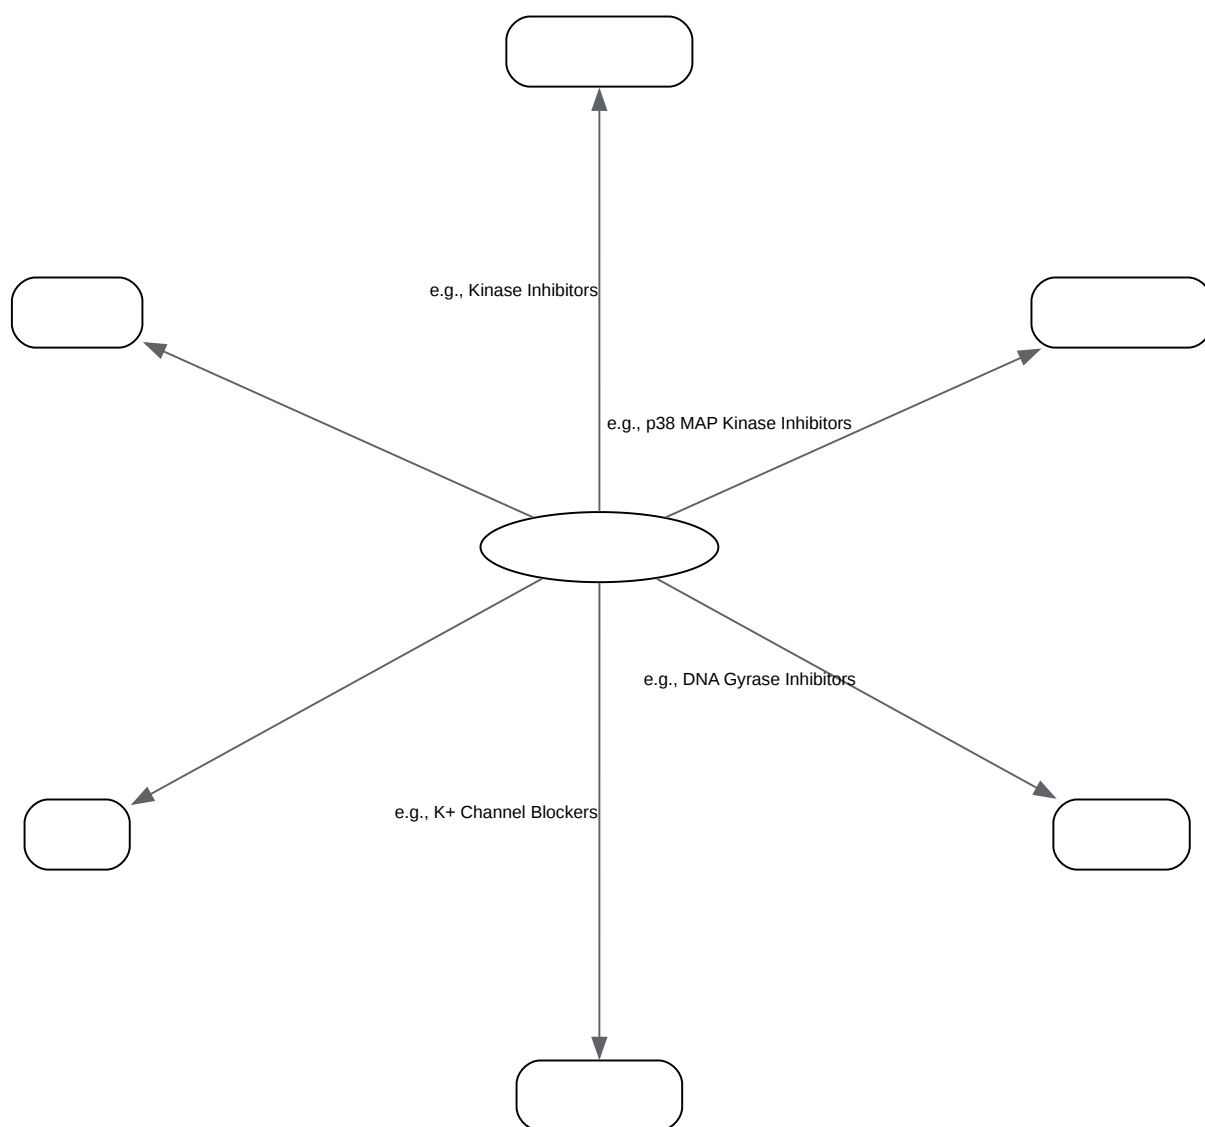 e.g., Kinase Inhibitors
e.g., p38 MAP Kinase Inhibitors
e.g., DNA Gyrase Inhibitors
e.g., K+ Channel Blockers